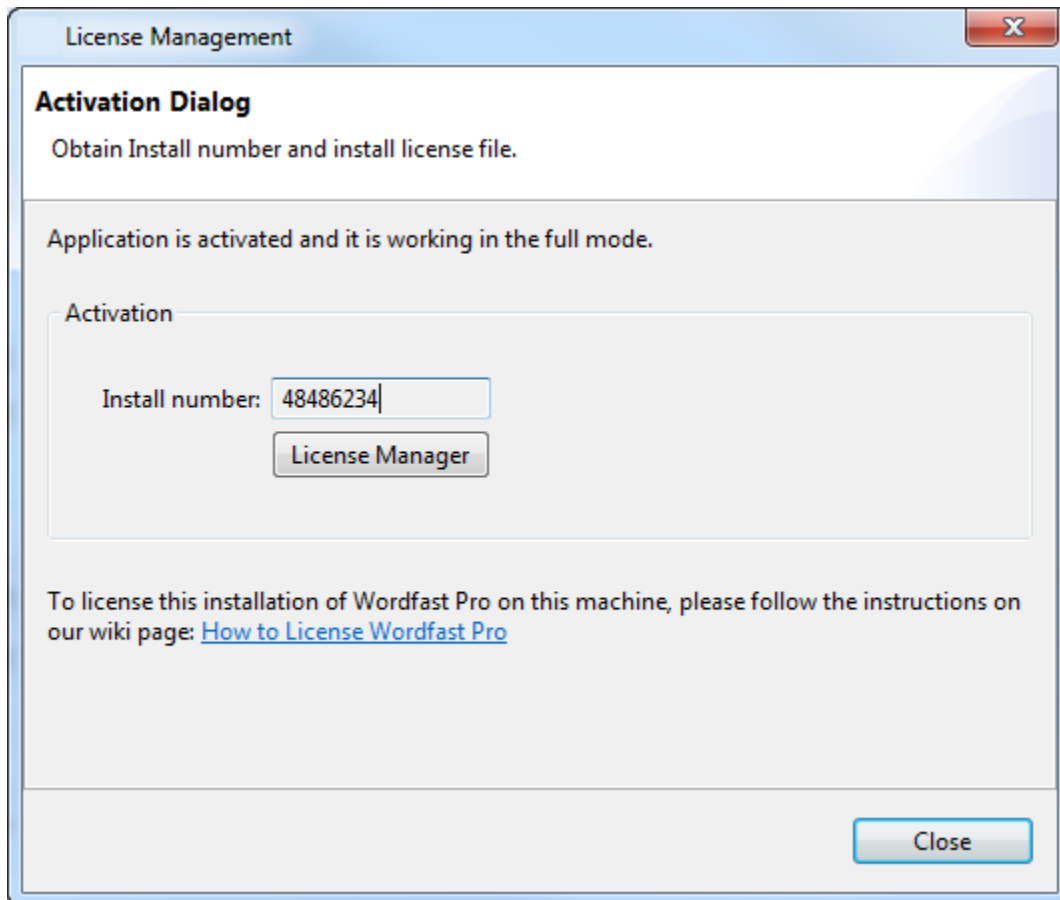 License Management
Activation Dialog
Obtain Install number and install license file.
Application is activated and it is working in the full mode.
Activation
Install number: 48486234
License Manager
To license this installation of Wordfast Pro on this machine, please follow the instructions on
our wiki page: How to License Wordfast Pro
Close